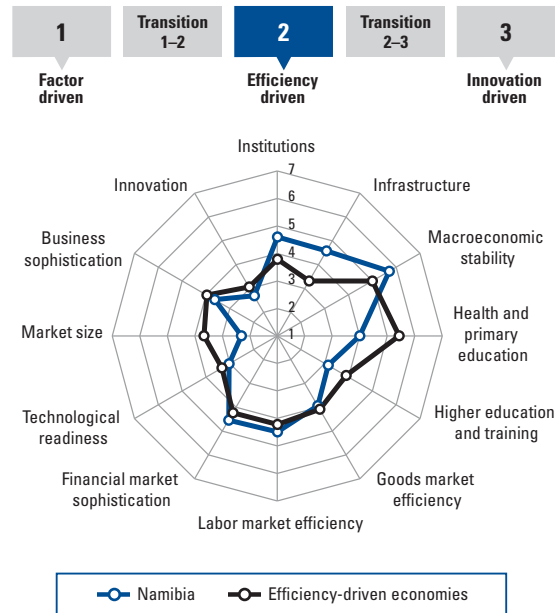 1
Transition
1–2
2
Transition
2–3
3
Factor
driven
Efficiency
driven
Innovation
driven
Institutions
7
6
5
4
3
2
1
Infrastructure
Macroeconomic
stability
Health and
primary
education
Higher education
and training
Goods market
efficiency
Labor market efficiency
Financial market
sophistication
Technological
readiness
Market size
Business
sophistication
Innovation
Namibia
Efficiency-driven economies